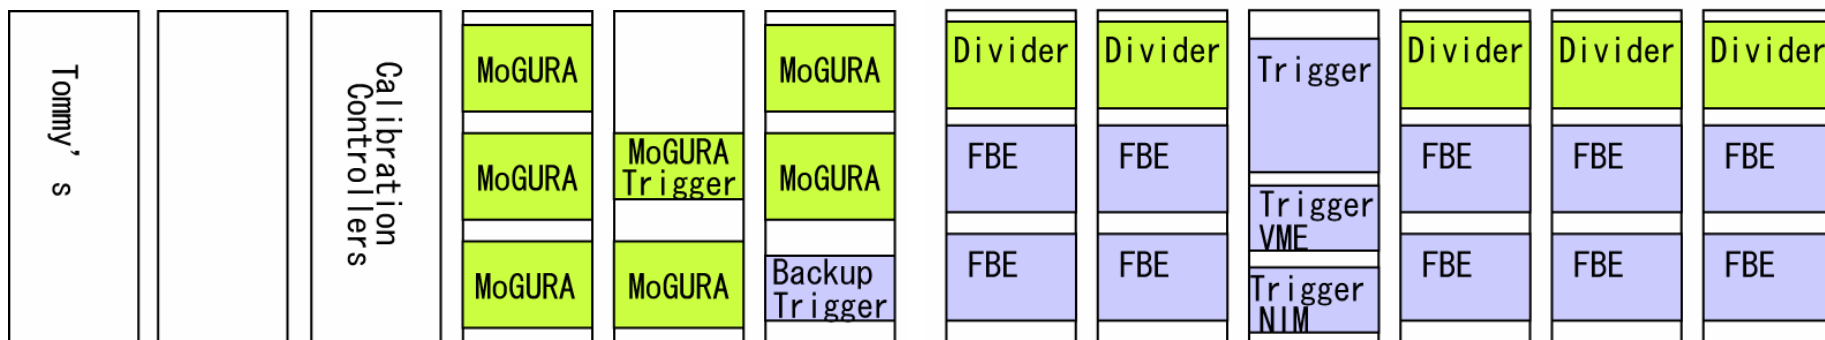 Tommy's
Calibration
Controllers
MoGURA
MoGURA
MoGURA
MoGURA
Trigger
MoGURA
MoGURA
MoGURA
Backup
Trigger
Divider
FBE
FBE
Divider
FBE
FBE
Trigger
Trigger
VME
Trigger
NIM
Divider
FBE
FBE
Divider
FBE
FBE
Divider
FBE
FBE